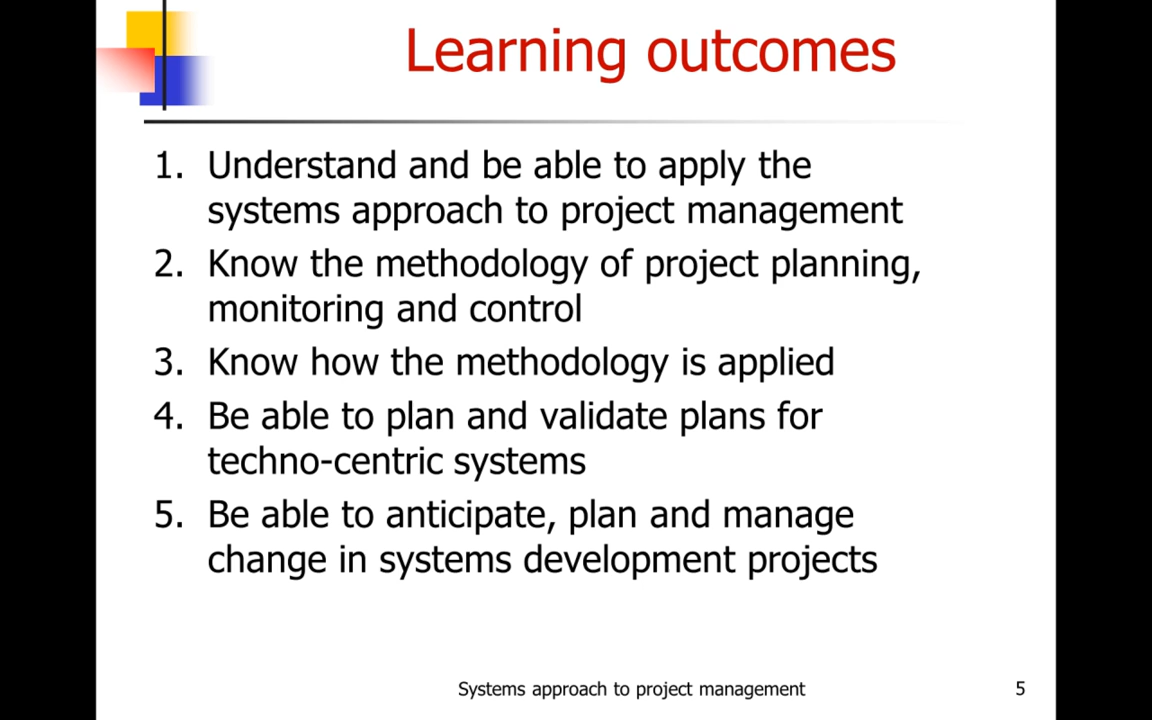 Learning outcomes
1. Understand and be able to apply the
systems approach to project management
2. Know the methodology of project planning,
monitoring and control
3. Know how the methodology is applied
4. Be able to plan and validate plans for
techno-centric systems
5. Be able to anticipate, plan and manage
change in systems development projects
Systems approach to project management
5